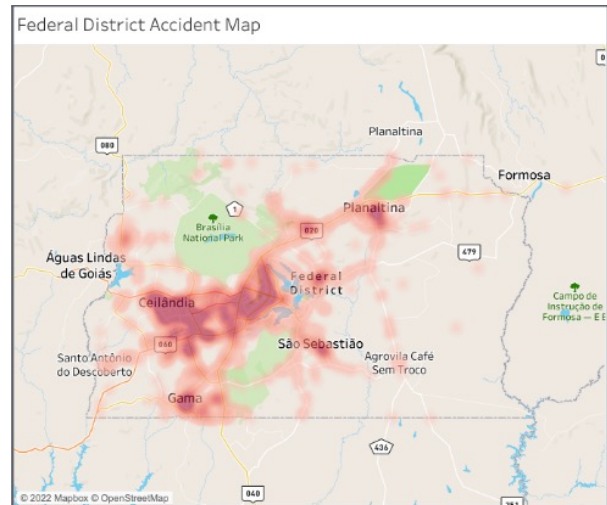 Federal District Accident Map
Planaltina
080
Formosa
1
Brasília
National Park
Planaltina
020
479
Águas Lindas
de Goiás
Federal
District
Ceilândia
Campo de
Instrução de
Formosa — E E
060
São Sebastião
Santo Antônio
do Descoberto
Agrovila Café
Sem Troco
Gama
436
040
© 2022 Mapbox © OpenStreetMap